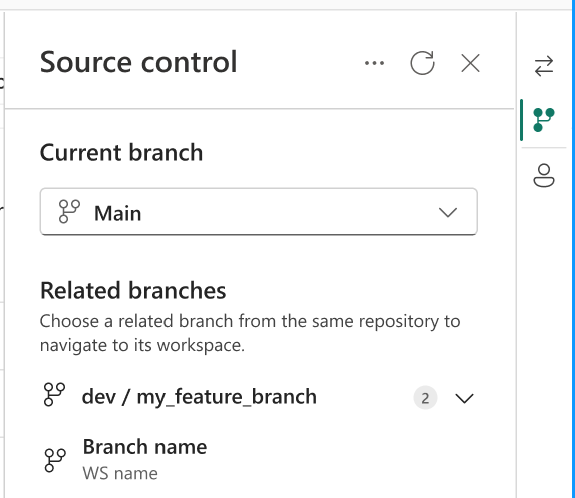 Source control
Current branch
Main
Related branches
Choose a related branch from the same repository to
navigate to its workspace.
dev / my_feature_branch
2
Branch name
WS name